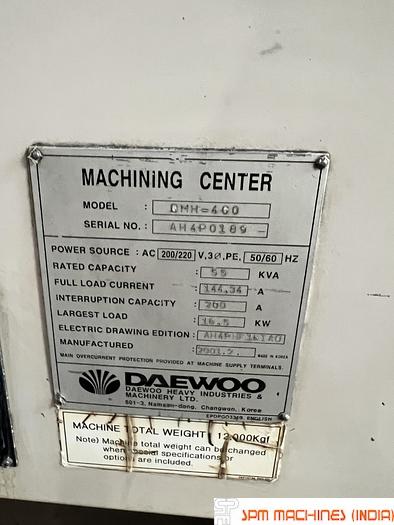 MACHINING CENTER
MODEL : DMH=400
SERIAL NO. : AH4P0189
POWER SOURCE : AC 200/220 V,3Ø,PE, 50/60 HZ
RATED CAPACITY : 55 KVA
FULL LOAD CURRENT : 144.34 A
INTERRUPTION CAPACITY : 200 A
LARGEST LOAD : 16.5 KW
ELECTRIC DRAWING EDITION :
MANUFACTURED : 2001.2. MADE IN KOREA
MAIN OVERCURRENT PROTECTION PROVIDED AT MACHINE SUPPLY TERMINALS.
DAEWOO
DAEWOO HEAVY INDUSTRIES &
MACHINERY LTD.
601-3, Namsan-dong, Changwon, Korea
ENGLISH
MACHINE TOTAL WEIGHT : 12,000Kgf
Note) Machine total weight can be changed
when special specifications or
options are included.
SPM MACHINES (INDIA)